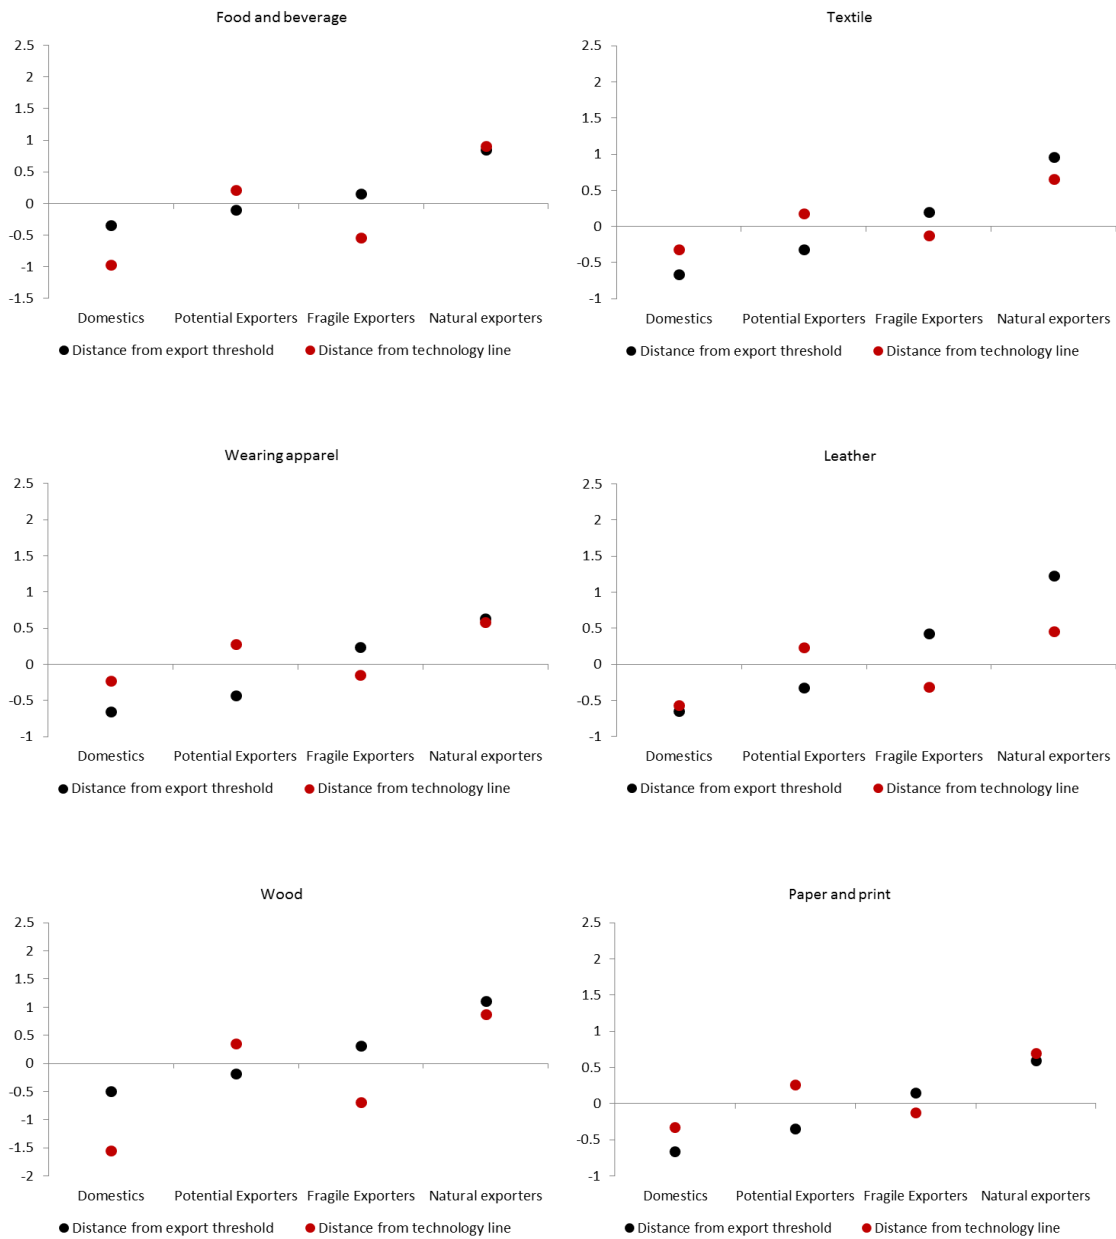 Food and beverage
2.5
2
1.5
1
0.5
0
-0.5
-1
-1.5
Domestics Potential Exporters Fragile Exporters Natural exporters
Distance from export threshold Distance from technology line
Textile
2.5
2
1.5
1
0.5
0
-0.5
-1
Domestics Potential Exporters Fragile Exporters Natural exporters
Distance from export threshold Distance from technology line
Wearing apparel
2.5
2
1.5
1
0.5
0
-0.5
-1
Domestics Potential Exporters Fragile Exporters Natural exporters
Distance from export threshold Distance from technology line
Leather
2.5
2
1.5
1
0.5
0
-0.5
-1
Domestics Potential Exporters Fragile Exporters Natural exporters
Distance from export threshold Distance from technology line
Wood
2.5
2
1.5
1
0.5
0
-0.5
-1
-1.5
-2
Domestics Potential Exporters Fragile Exporters Natural exporters
Distance from export threshold Distance from technology line
Paper and print
2.5
2
1.5
1
0.5
0
-0.5
-1
Domestics Potential Exporters Fragile Exporters Natural exporters
Distance from export threshold Distance from technology line